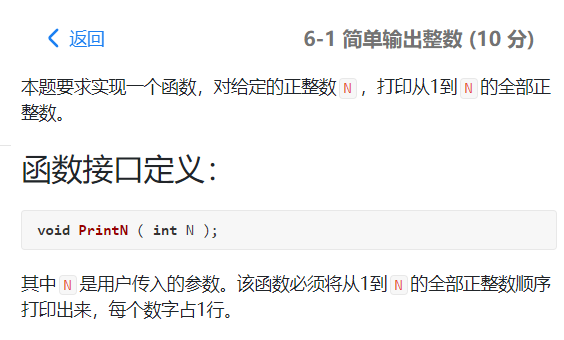 返回
6-1 简单输出整数 (10 分)
本题要求实现一个函数，对给定的正整数 N ，打印从1到 N 的全部正
整数。
函数接口定义：
void PrintN ( int N );
其中 N 是用户传入的参数。该函数必须将从1到 N 的全部正整数顺序
打印出来，每个数字占1行。